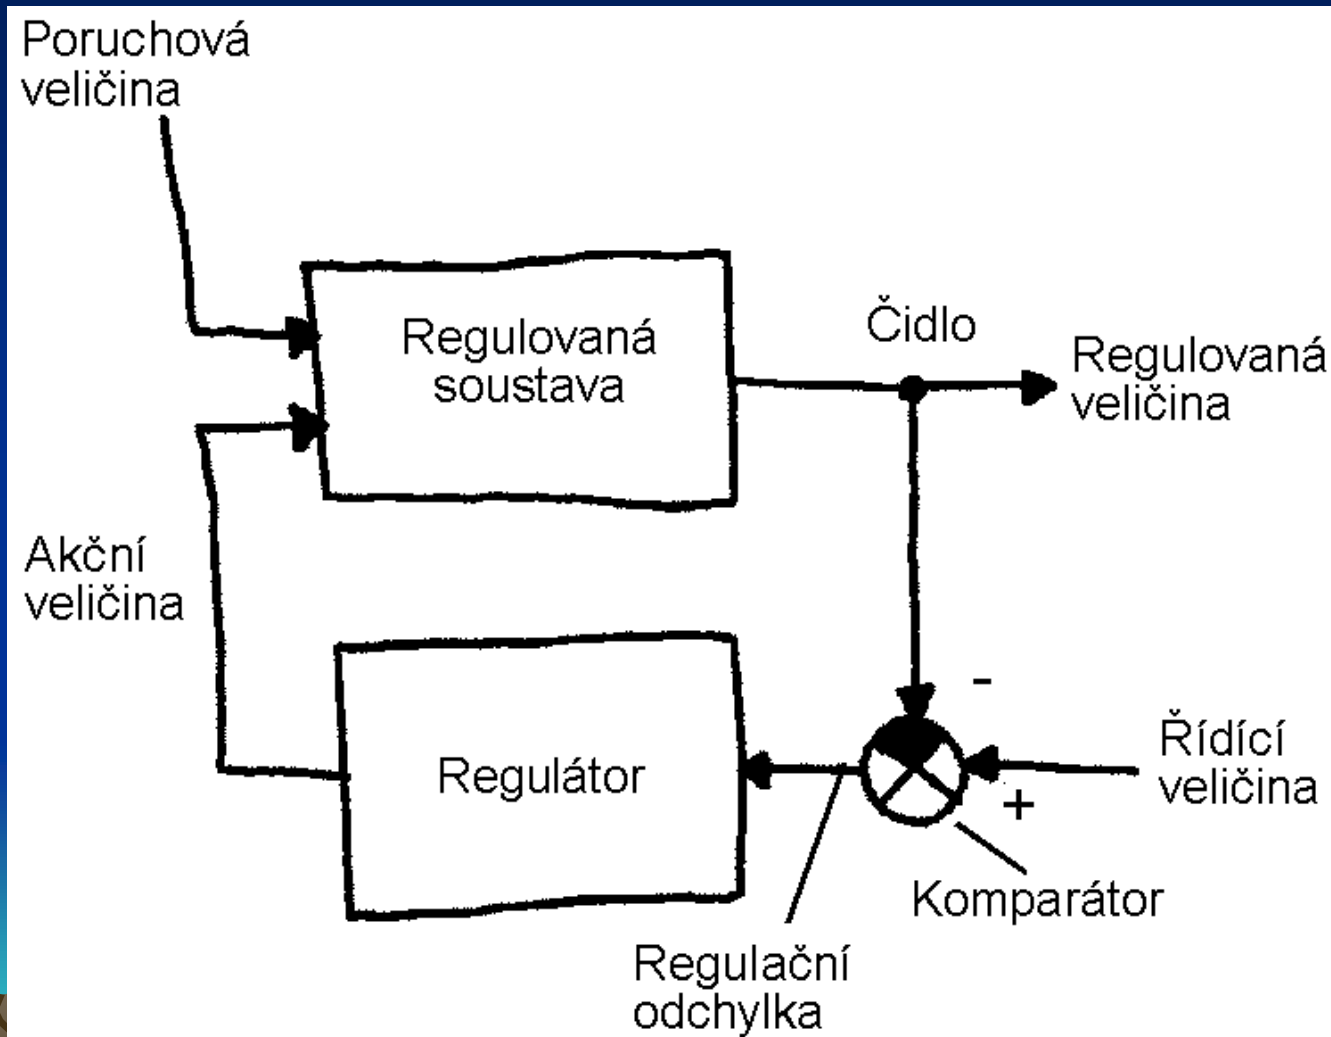 Poruchová
veličina
Regulovaná
soustava
Čidlo
Regulovaná
veličina
Akční
veličina
-
Regulátor
Řídící
veličina
+
Komparátor
Regulační
odchylka